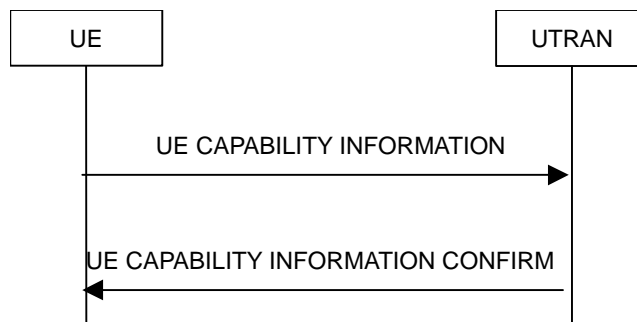 UE
UTRAN
UE CAPABILITY INFORMATION
UE CAPABILITY INFORMATION CONFIRM